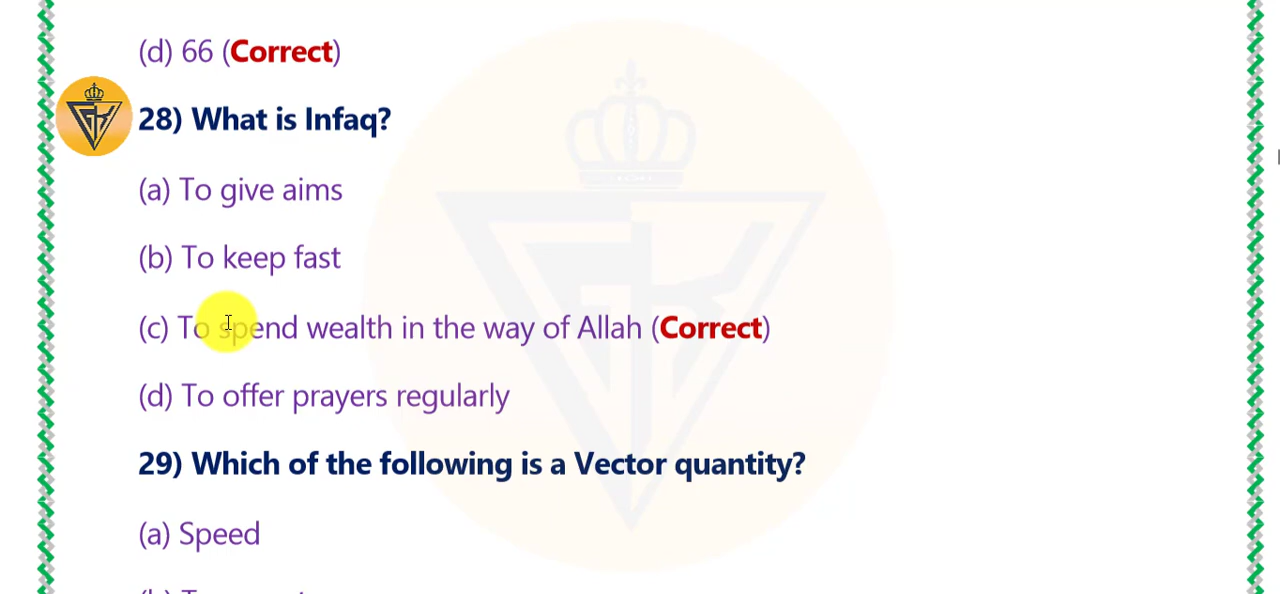 (d) 66 (Correct)
28) What is Infaq?
(a) To give aims
(b) To keep fast
(c) To spend wealth in the way of Allah (Correct)
(d) To offer prayers regularly
29) Which of the following is a Vector quantity?
(a) Speed